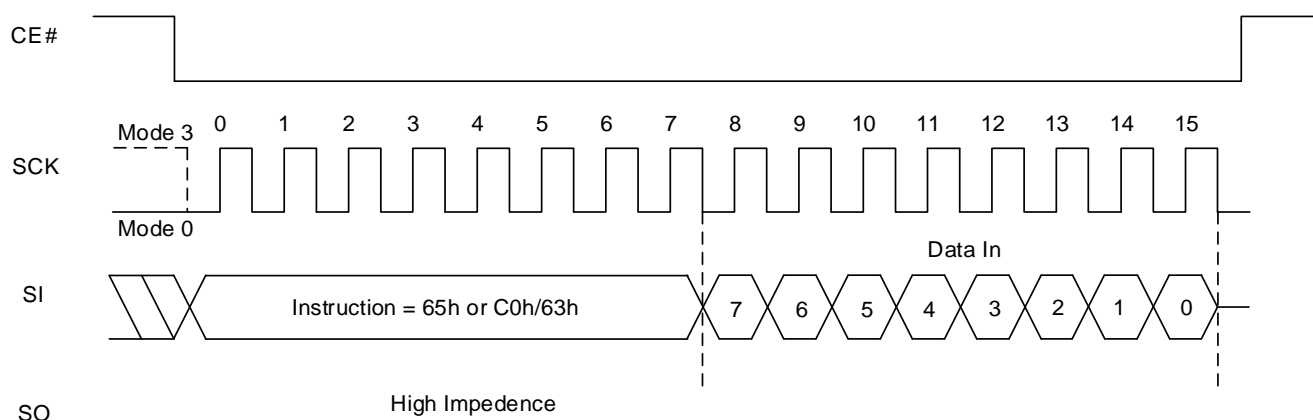 CE#
Mode 3
0 1 2 3 4 5 6 7 8 9 10 11 12 13 14 15
SCK
Mode 0
Data In
SI
Instruction = 65h or C0h/63h
7 6 5 4 3 2 1 0
High Impedence
SO